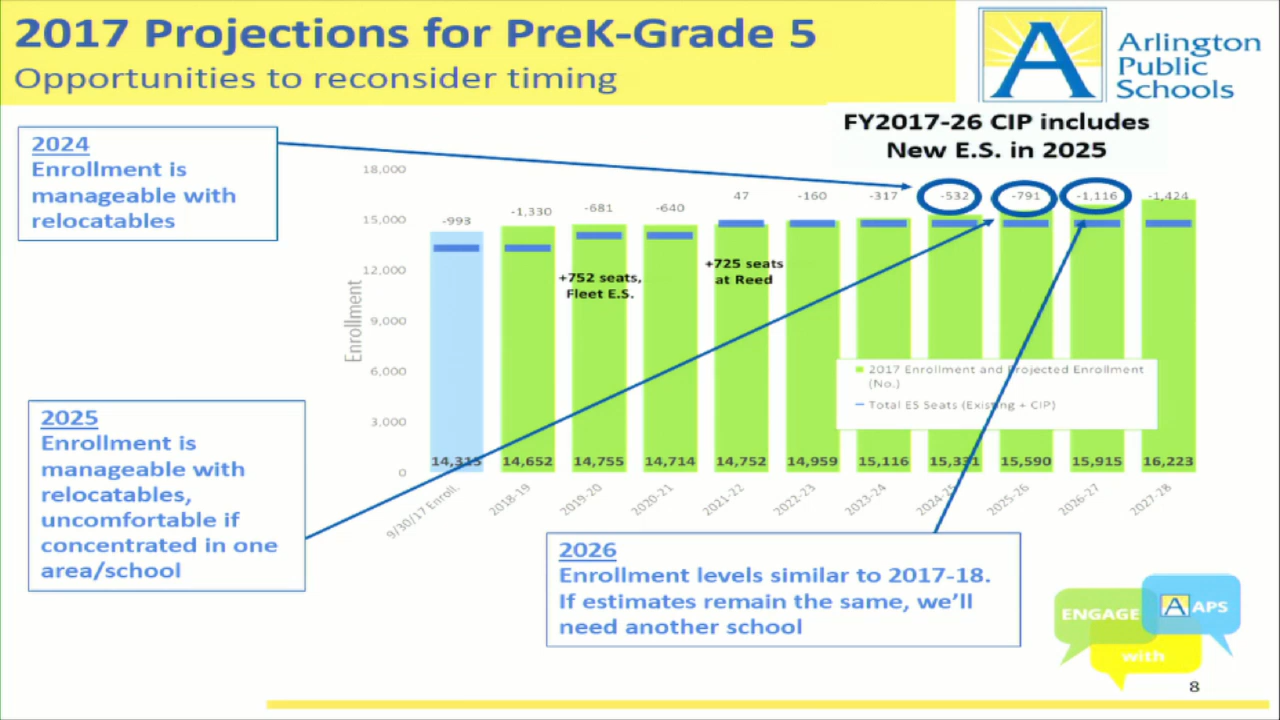 2017 Projections for PreK-Grade 5
Opportunities to reconsider timing
A
Arlington
Public
Schools
FY2017-26 CIP includes
New E.S. in 2025
2024
Enrollment is
manageable with
relocatables
18,000
15,000
12,000
9,000
6,000
3,000
0
Enrollment
-993
-1,330
-681
-640
47
-160
-317
-532
-791
-1,116
-1,424
+752 seats,
Fleet E.S.
+725 seats
at Reed
2017 Enrollment and Projected Enrollment
(No.)
Total ES Seats (Existing + CIP)
14,315
14,652
14,755
14,714
14,752
14,959
15,116
15,331
15,590
15,915
16,223
9/30/17 Enroll.
2018-19
2019-20
2020-21
2021-22
2022-23
2023-24
2024-25
2025-26
2026-27
2027-28
2025
Enrollment is
manageable with
relocatables,
uncomfortable if
concentrated in one
area/school
2026
Enrollment levels similar to 2017-18.
If estimates remain the same, we'll
need another school
ENGAGE
A APS
with
8